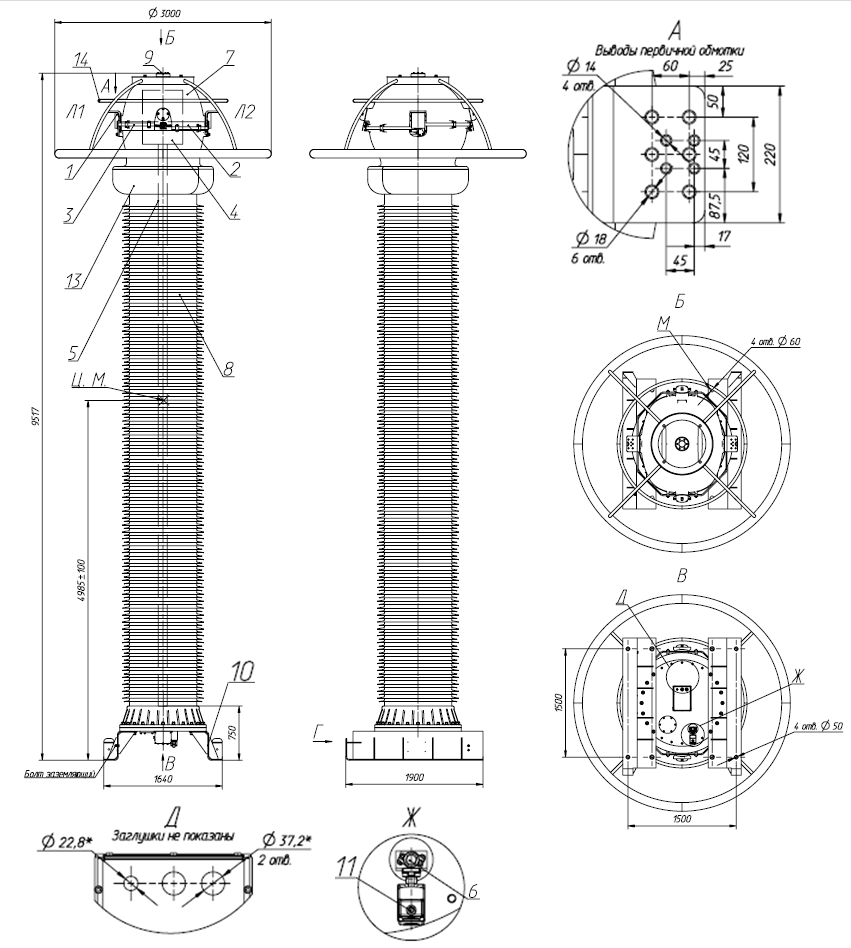 Ф 3000
Б
14
9
7
А
Л1
Л2
1
2
3
4
13
5
8
Ц. М.
9517
4985±100
10
750
В
Болт заземляющий
1640
Г
1900
А
Выводы первичной обмотки
Ф 14
4 отв.
60
25
50
45
120
220
87,5
Ф 18
6 отв.
17
45
Б
М
4 отв. Ф 60
В
Д
Ж
1500
4 отв. Ф 50
1500
Д
Заглушки не показаны
Ф 22,8*
Ф 37,2*
2 отв.
Ж
11
6